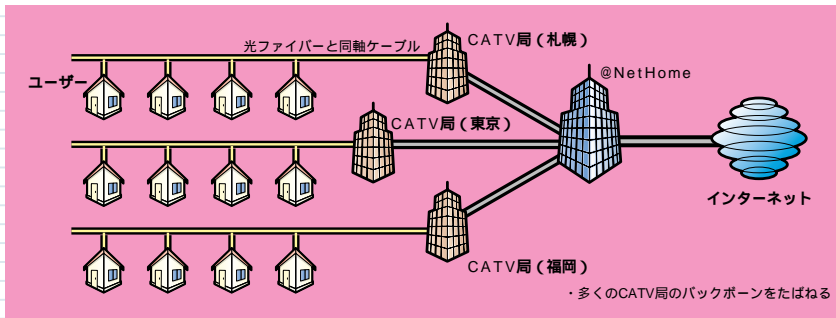 光ファイバーと同軸ケーブル
CATV局（札幌）
ユーザー
@NetHome
CATV局（東京）
インターネット
CATV局（福岡）
・多くのCATV局のバックボーンをたばねる